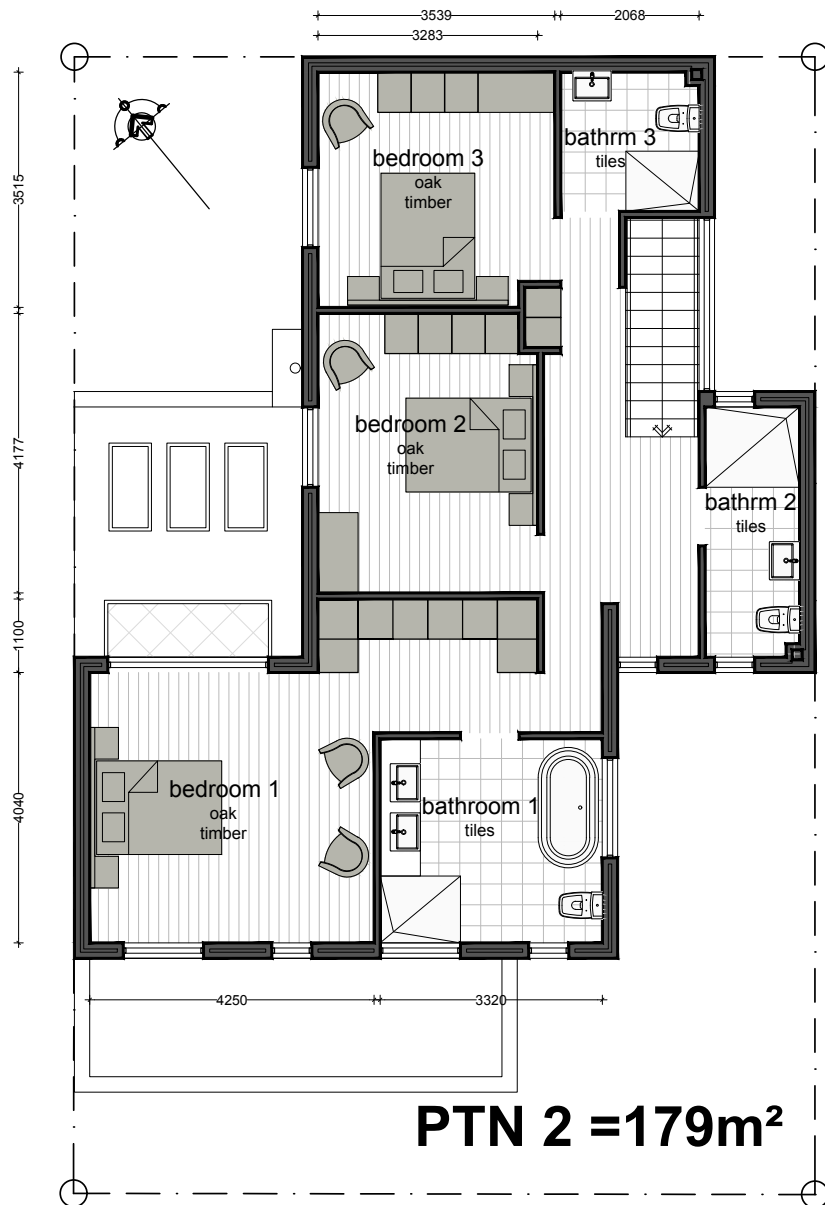 3539
2068
3283
3515
bedroom 3
oak
timber
bathrm 3
tiles
4177
bedroom 2
oak
timber
bathrm 2
tiles
1100
4040
bedroom 1
oak
timber
bathroom 1
tiles
4250
3320
PTN 2 =179m²